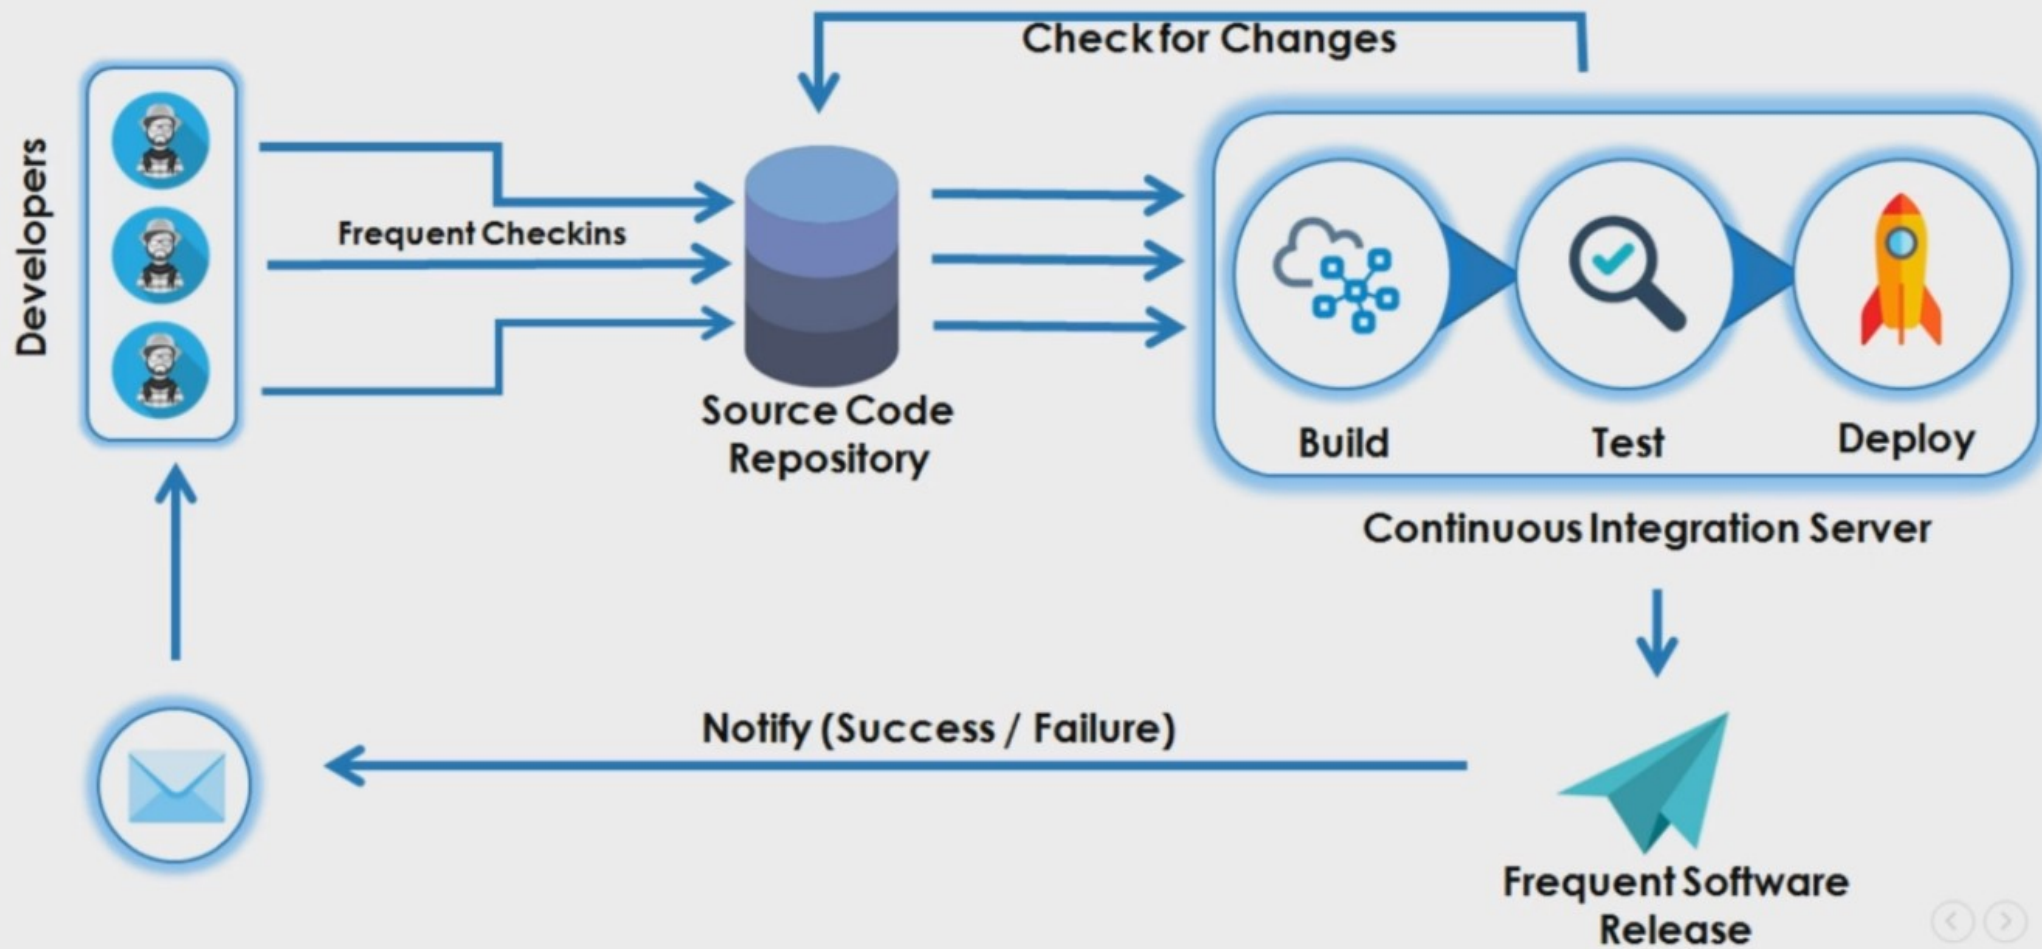 Check for Changes
Developers
Frequent Checkins
Source Code
Repository
Build
Test
Deploy
Continuous Integration Server
Notify (Success / Failure)
Frequent Software
Release